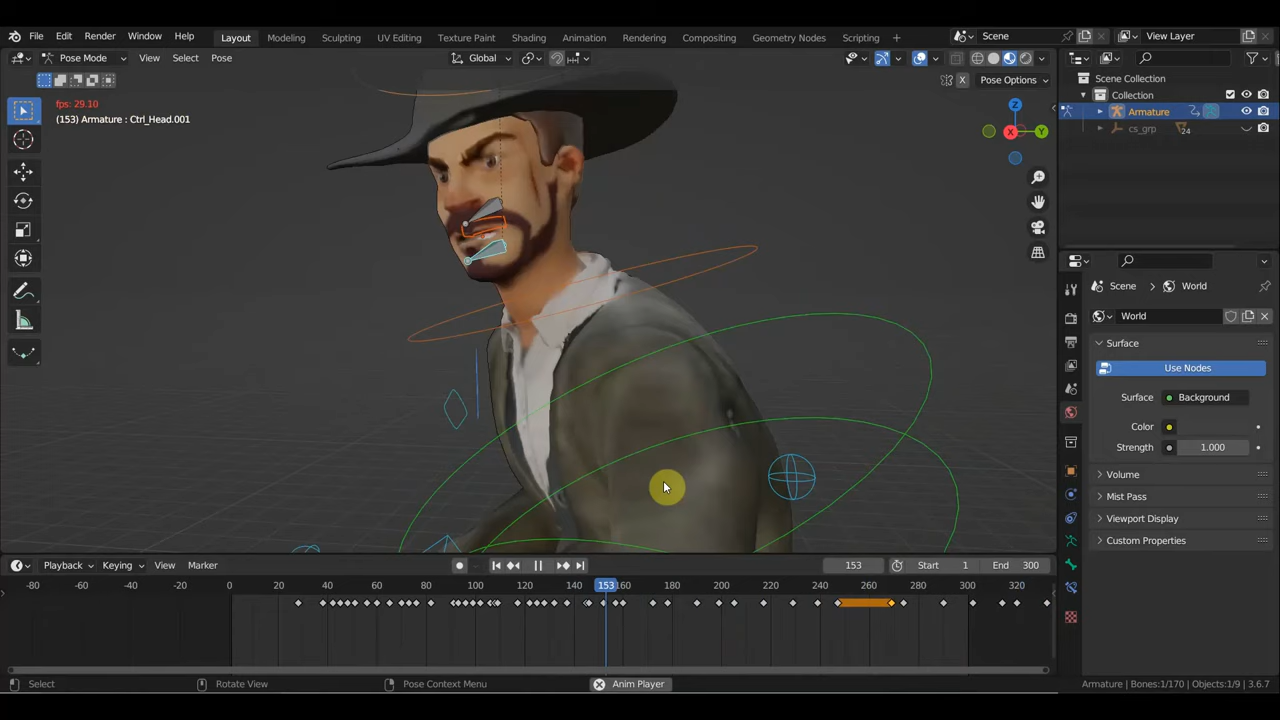 File Edit Render Window Help Layout Modeling Sculpting UV Editing Texture Paint Shading Animation Rendering Compositing Geometry Nodes Scripting + Scene View Layer
Pose Mode View Select Pose Global
X Pose Options
fps: 29.10
(153) Armature : Ctrl_Head.001
Z
Y
X
Scene Collection
Collection
Armature
cs_grp 24
Scene > World
World
Surface
Use Nodes
Surface Background
Color
Strength 1.000
Volume
Mist Pass
Viewport Display
Custom Properties
Playback Keying View Marker 153 Start 1 End 300
-80 -60 -40 -20 0 20 40 60 80 100 120 140 153 160 180 200 220 240 260 280 300 320
Select Rotate View Pose Context Menu Anim Player Armature | Bones:1/170 | Objects:1/9 | 3.6.7